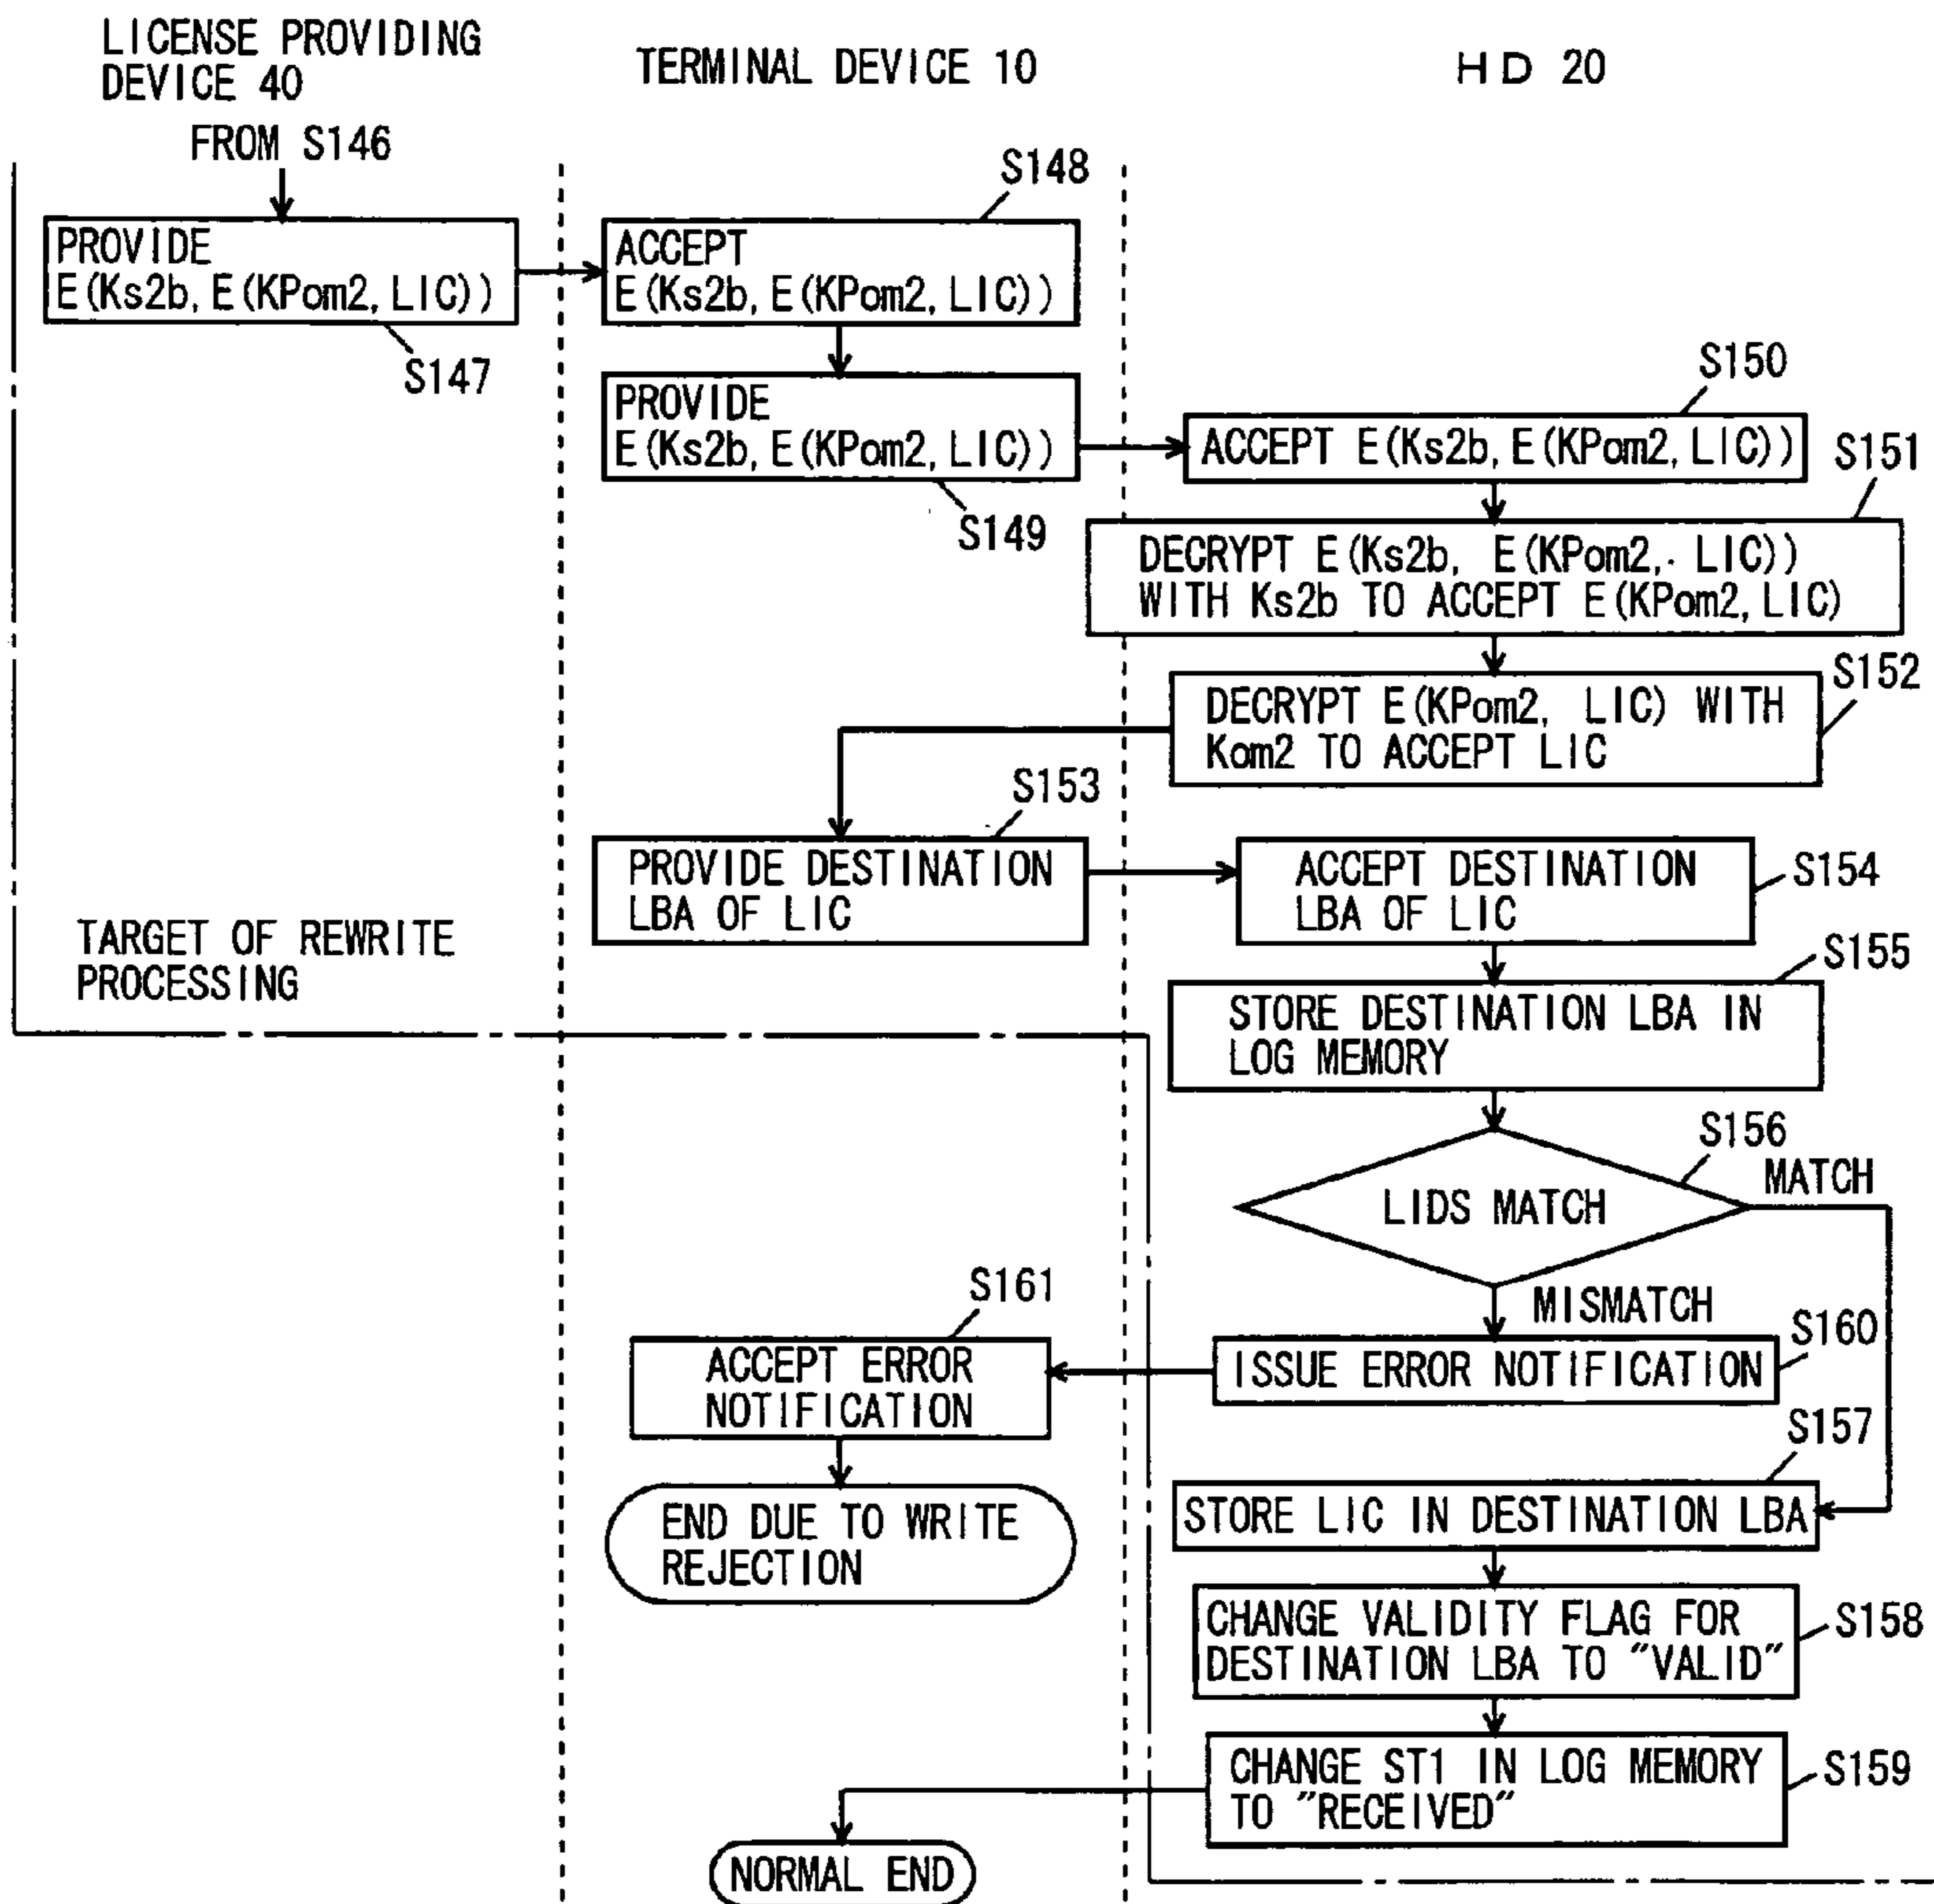 LICENSE PROVIDING
DEVICE 40
TERMINAL DEVICE 10
HD 20
FROM S146
S148
PROVIDE
E(Ks2b, E(KPom2, LIC))
ACCEPT
E(Ks2b, E(KPom2, LIC))
S147
S150
PROVIDE
E(Ks2b, E(KPom2, LIC))
ACCEPT E(Ks2b, E(KPom2, LIC))
S151
S149
DECRYPT E(Ks2b, E(KPom2, LIC))
WITH Ks2b TO ACCEPT E(KPom2, LIC)
S152
DECRYPT E(KPom2, LIC) WITH
Kom2 TO ACCEPT LIC
S153
PROVIDE DESTINATION
LBA OF LIC
ACCEPT DESTINATION
LBA OF LIC
S154
TARGET OF REWRITE
PROCESSING
S155
STORE DESTINATION LBA IN
LOG MEMORY
S156
MATCH
LIDS MATCH
S161
MISMATCH
S160
ACCEPT ERROR
NOTIFICATION
ISSUE ERROR NOTIFICATION
S157
END DUE TO WRITE
REJECTION
STORE LIC IN DESTINATION LBA
CHANGE VALIDITY FLAG FOR
DESTINATION LBA TO "VALID"
S158
CHANGE ST1 IN LOG MEMORY
TO "RECEIVED"
S159
NORMAL END